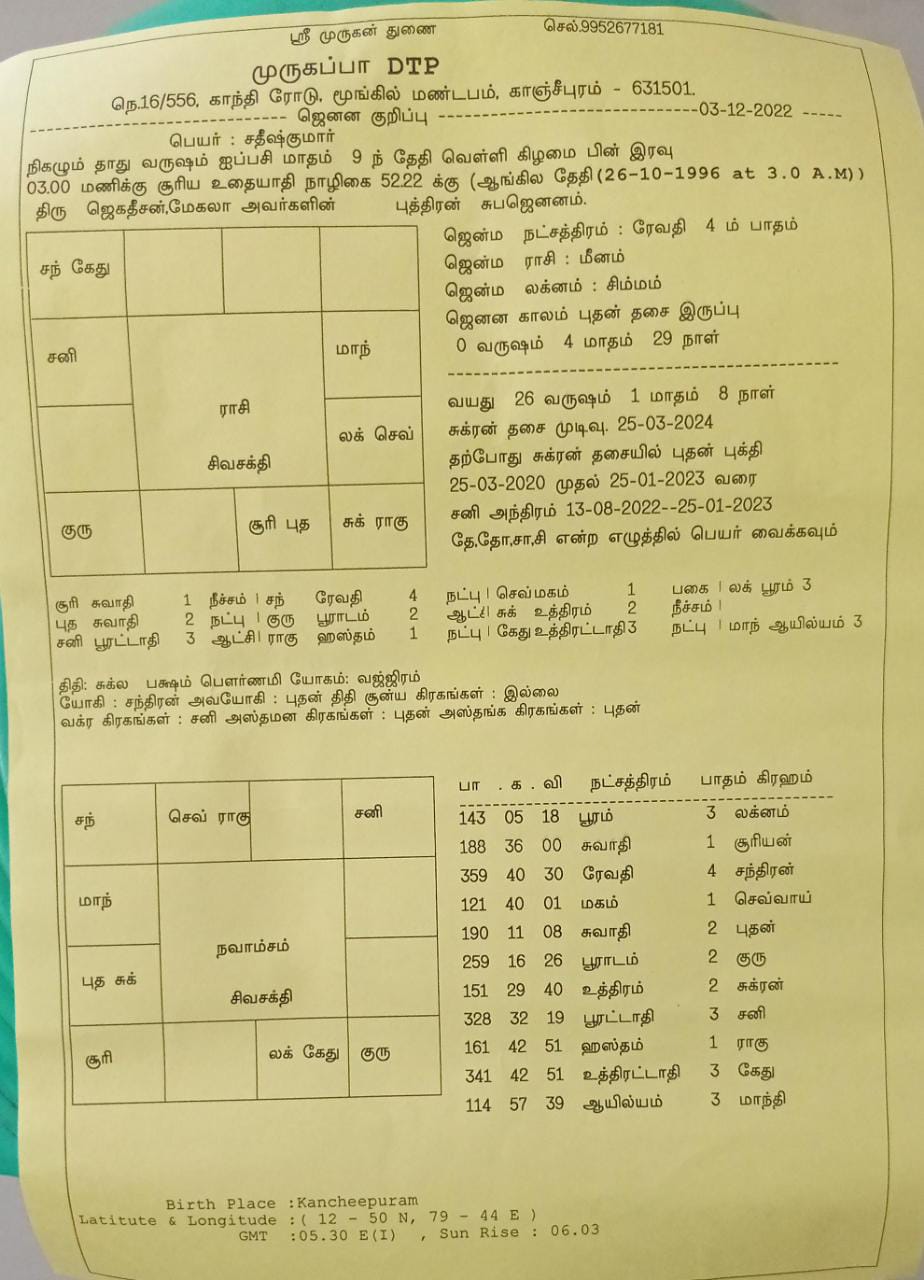 ஸ்ரீ முருகன் துணை செல்.9952677181
முருகப்பா DTP
நெ.16/556, காந்தி ரோடு, மூங்கில் மண்டபம், காஞ்சீபுரம் - 631501.
---------------------------- ஜெனன குறிப்பு ----------------------------03-12-2022 -----
பெயர் : சதீஷ்குமார்
நிகழும் தாது வருஷம் ஐப்பசி மாதம் 9 ந் தேதி வெள்ளி கிழமை பின் இரவு
03.00 மணிக்கு சூரிய உதையாதி நாழிகை 52.22 க்கு (ஆங்கில தேதி(26-10-1996 at 3.0 A.M))
திரு ஜெகதீசன்,மேகலா அவர்களின் புத்திரன் சுபஜெனனம்.
சந் கேது
சனி
மாந்
ராசி
லக் செவ்
சிவசக்தி
குரு
சூரி புத
சுக் ராகு
ஜென்ம நட்சத்திரம் : ரேவதி 4 ம் பாதம்
ஜென்ம ராசி : மீனம்
ஜென்ம லக்னம் : சிம்மம்
ஜெனன காலம் புதன் தசை இருப்பு
0 வருஷம் 4 மாதம் 29 நாள்
வயது 26 வருஷம் 1 மாதம் 8 நாள்
சுக்ரன் தசை முடிவு. 25-03-2024
தற்போது சுக்ரன் தசையில் புதன் புக்தி
25-03-2020 முதல் 25-01-2023 வரை
சனி அந்திரம் 13-08-2022--25-01-2023
தே,தோ,சா,சி என்ற எழுத்தில் பெயர் வைக்கவும்
சூரி சுவாதி 1 நீச்சம் | சந் ரேவதி 4 நட்பு | செவ்மகம் 1 பகை | லக் பூரம் 3
புத சுவாதி 2 நட்பு | குரு பூராடம் 2 ஆட்சி | சுக் உத்திரம் 2 நீச்சம் |
சனி பூரட்டாதி 3 ஆட்சி | ராகு ஹஸ்தம் 1 நட்பு | கேது உத்திரட்டாதி3 நட்பு | மாந் ஆயில்யம் 3
திதி: சுக்ல பக்ஷம் பௌர்ணமி யோகம்: வஜ்ஜிரம்
யோகி : சந்திரன் அவயோகி : புதன் திதி சூன்ய கிரகங்கள் : இல்லை
வக்ர கிரகங்கள் : சனி அஸ்தமன கிரகங்கள் : புதன் அஸ்தங்க கிரகங்கள் : புதன்
சந்
செவ் ராகு
சனி
மாந்
நவாம்சம்
புத சுக்
சிவசக்தி
சூரி
லக் கேது
குரு
பா . க . வி நட்சத்திரம் பாதம் கிரஹம்
143 05 18 பூரம் 3 லக்னம்
188 36 00 சுவாதி 1 சூரியன்
359 40 30 ரேவதி 4 சந்திரன்
121 40 01 மகம் 1 செவ்வாய்
190 11 08 சுவாதி 2 புதன்
259 16 26 பூராடம் 2 குரு
151 29 40 உத்திரம் 2 சுக்ரன்
328 32 19 பூரட்டாதி 3 சனி
161 42 51 ஹஸ்தம் 1 ராகு
341 42 51 உத்திரட்டாதி 3 கேது
114 57 39 ஆயில்யம் 3 மாந்தி
Birth Place :Kancheepuram
Latitute & Longitude :( 12 - 50 N, 79 - 44 E )
GMT :05.30 E(I) , Sun Rise : 06.03